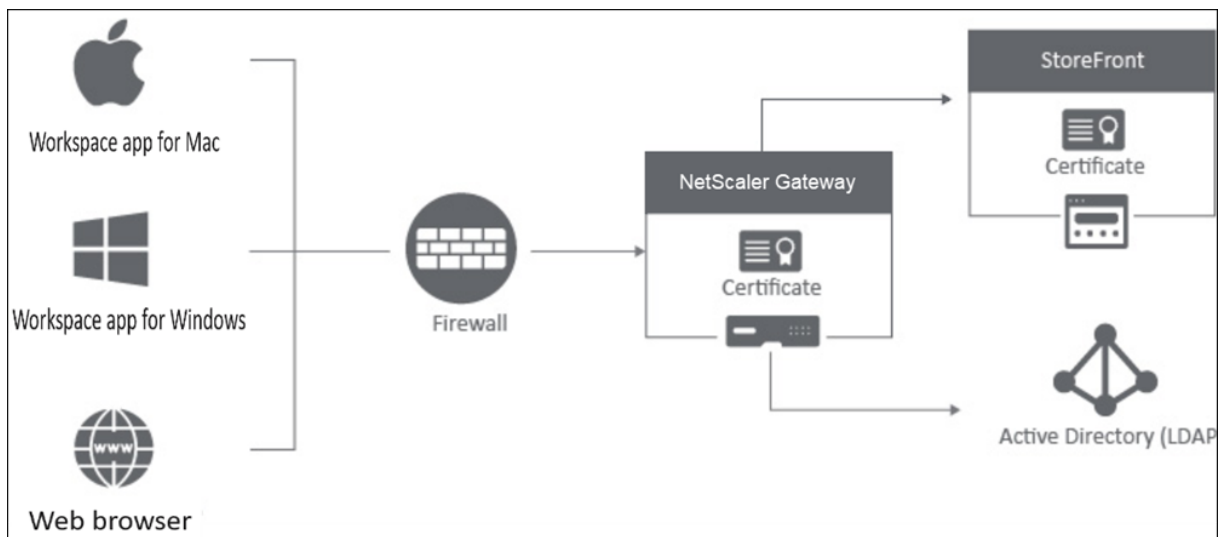 Workspace app for Mac
Workspace app for Windows
www
Web browser
Firewall
NetScaler Gateway
Certificate
StoreFront
Certificate
Active Directory (LDAP